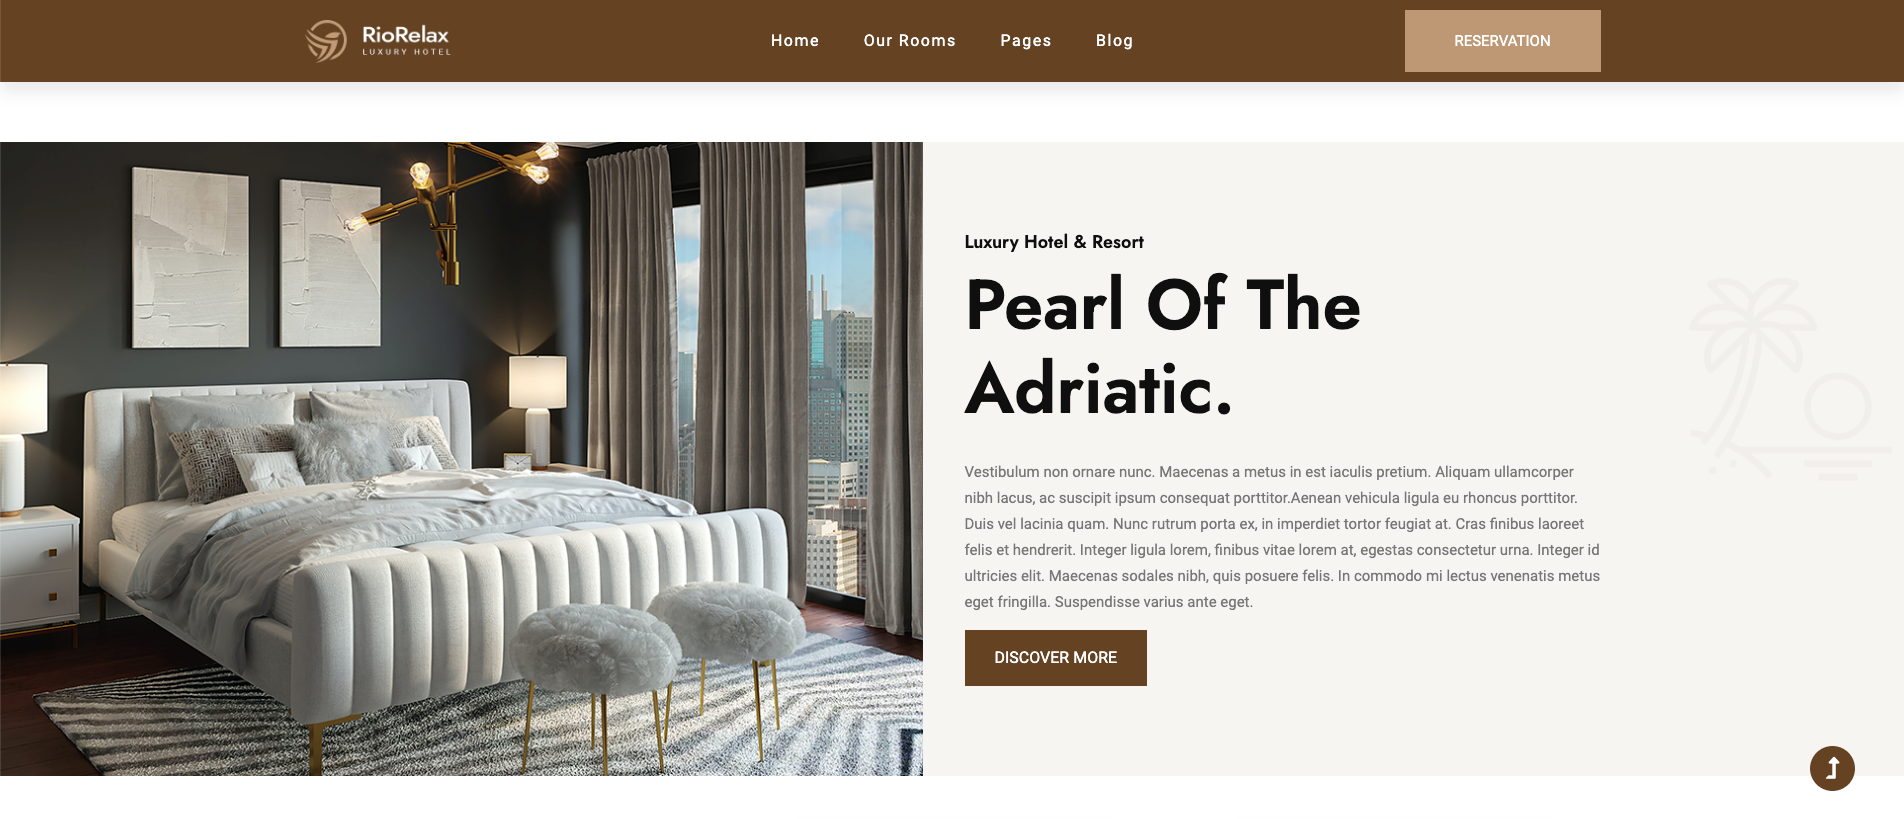 RioRelax
LUXURY HOTEL
Home
Our Rooms
Pages
Blog
RESERVATION
Luxury Hotel & Resort
Pearl Of The
Adriatic.
Vestibulum non ornare nunc. Maecenas a metus in est iaculis pretium. Aliquam ullamcorper
nibh lacus, ac suscipit ipsum consequat porttitor.Aenean vehicula ligula eu rhoncus porttitor.
Duis vel lacinia quam. Nunc rutrum porta ex, in imperdiet tortor feugiat at. Cras finibus laoreet
felis et hendrerit. Integer ligula lorem, finibus vitae lorem at, egestas consectetur urna. Integer id
ultricies elit. Maecenas sodales nibh, quis posuere felis. In commodo mi lectus venenatis metus
eget fringilla. Suspendisse varius ante eget.
DISCOVER MORE